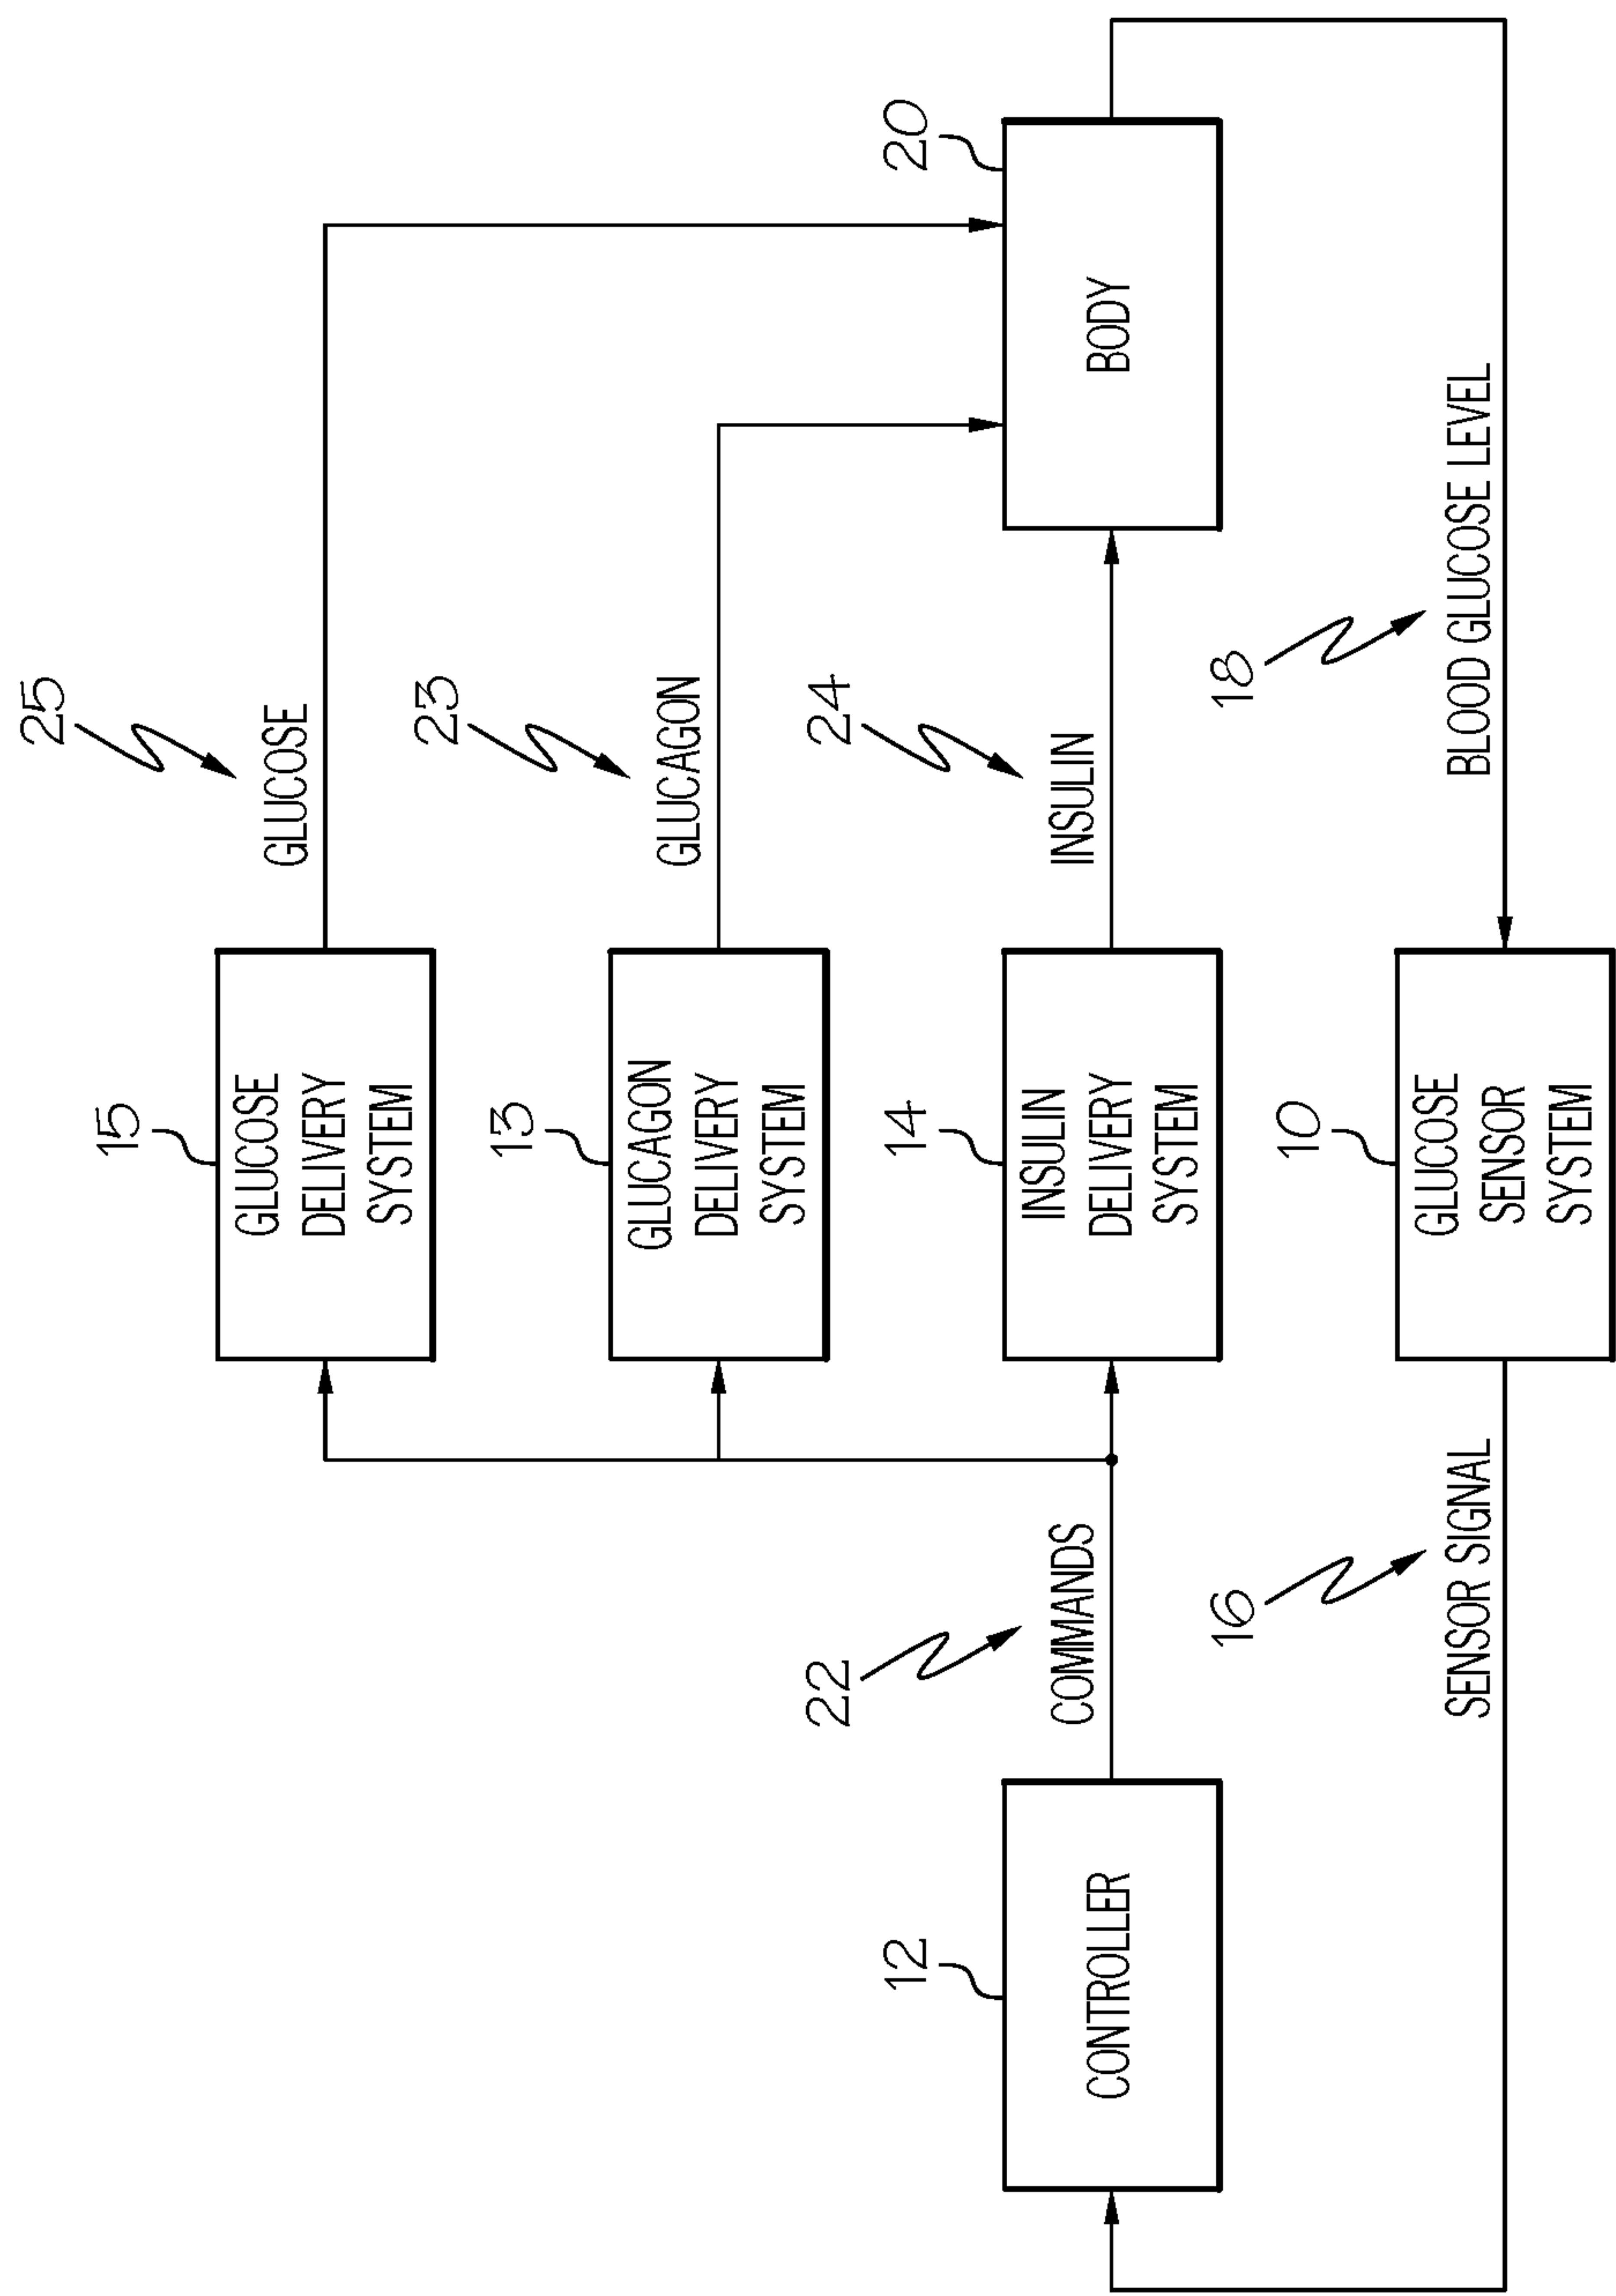 25
GLUCOSE
15
GLUCOSE
DELIVERY
SYSTEM
23
GLUCAGON
13
GLUCAGON
DELIVERY
SYSTEM
12
CONTROLLER
22
COMMANDS
14
INSULIN
DELIVERY
SYSTEM
24
INSULIN
20
BODY
16
SENSOR SIGNAL
10
GLUCOSE
SENSOR
SYSTEM
18
BLOOD GLUCOSE LEVEL